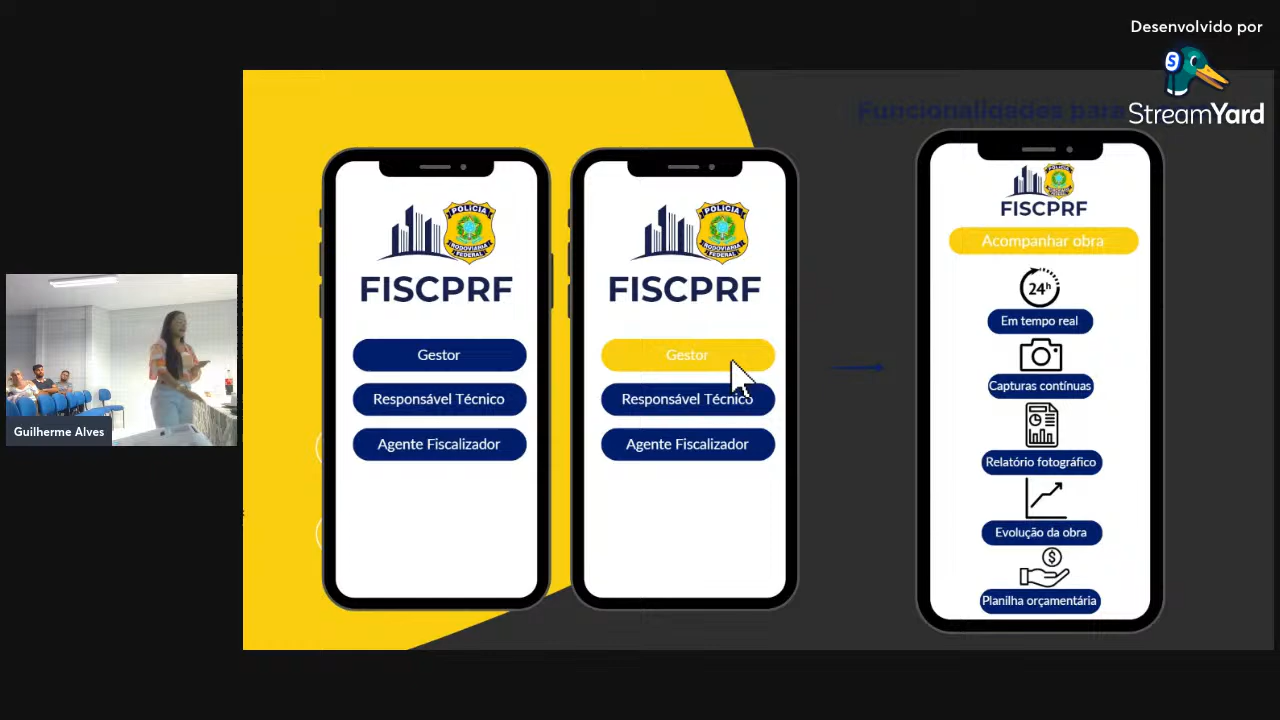 Desenvolvido por
StreamYard
Funcionalidades para
FISCPRF
Gestor
Responsável Técnico
Agente Fiscalizador
POLÍCIA
RODOVIÁRIA
FEDERAL
FISCPRF
Gestor
Responsável Técnico
Agente Fiscalizador
POLÍCIA
RODOVIÁRIA
FEDERAL
FISCPRF
Acompanhar obra
24h
Em tempo real
Capturas contínuas
Relatório fotográfico
Evolução da obra
$
Planilha orçamentária
Guilherme Alves